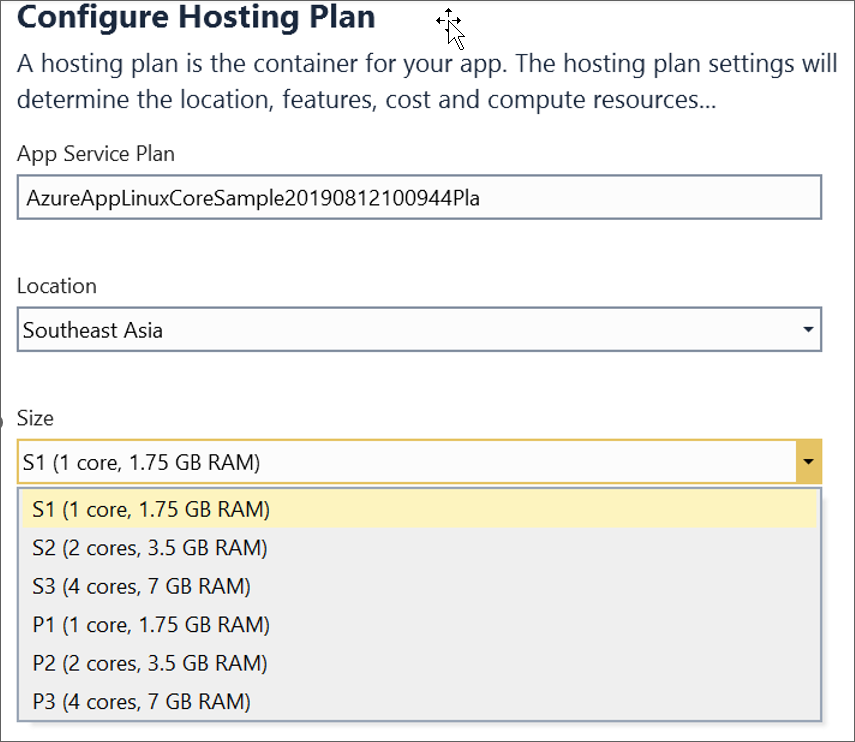 Configure Hosting Plan
A hosting plan is the container for your app. The hosting plan settings will
determine the location, features, cost and compute resources...
App Service Plan
AzureAppLinuxCoreSample20190812100944Pla
Location
Southeast Asia
Size
S1 (1 core, 1.75 GB RAM)
S1 (1 core, 1.75 GB RAM)
S2 (2 cores, 3.5 GB RAM)
S3 (4 cores, 7 GB RAM)
P1 (1 core, 1.75 GB RAM)
P2 (2 cores, 3.5 GB RAM)
P3 (4 cores, 7 GB RAM)